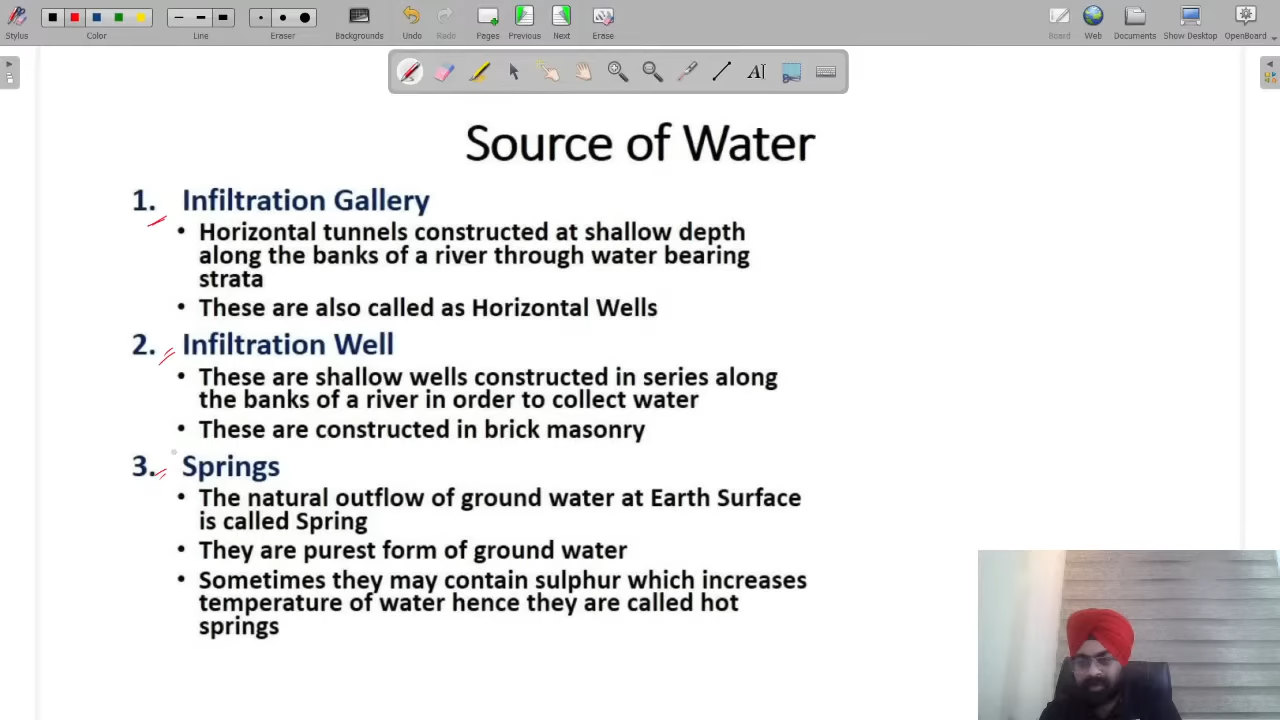 Stylus
Color
Line
Eraser
Backgrounds
Undo
Redo
Pages
Previous
Next
Erase
Board
Web
Documents
Show Desktop
OpenBoard
Source of Water
1. Infiltration Gallery
• Horizontal tunnels constructed at shallow depth
along the banks of a river through water bearing
strata
• These are also called as Horizontal Wells
2. Infiltration Well
• These are shallow wells constructed in series along
the banks of a river in order to collect water
• These are constructed in brick masonry
3. Springs
• The natural outflow of ground water at Earth Surface
is called Spring
• They are purest form of ground water
• Sometimes they may contain sulphur which increases
temperature of water hence they are called hot
springs